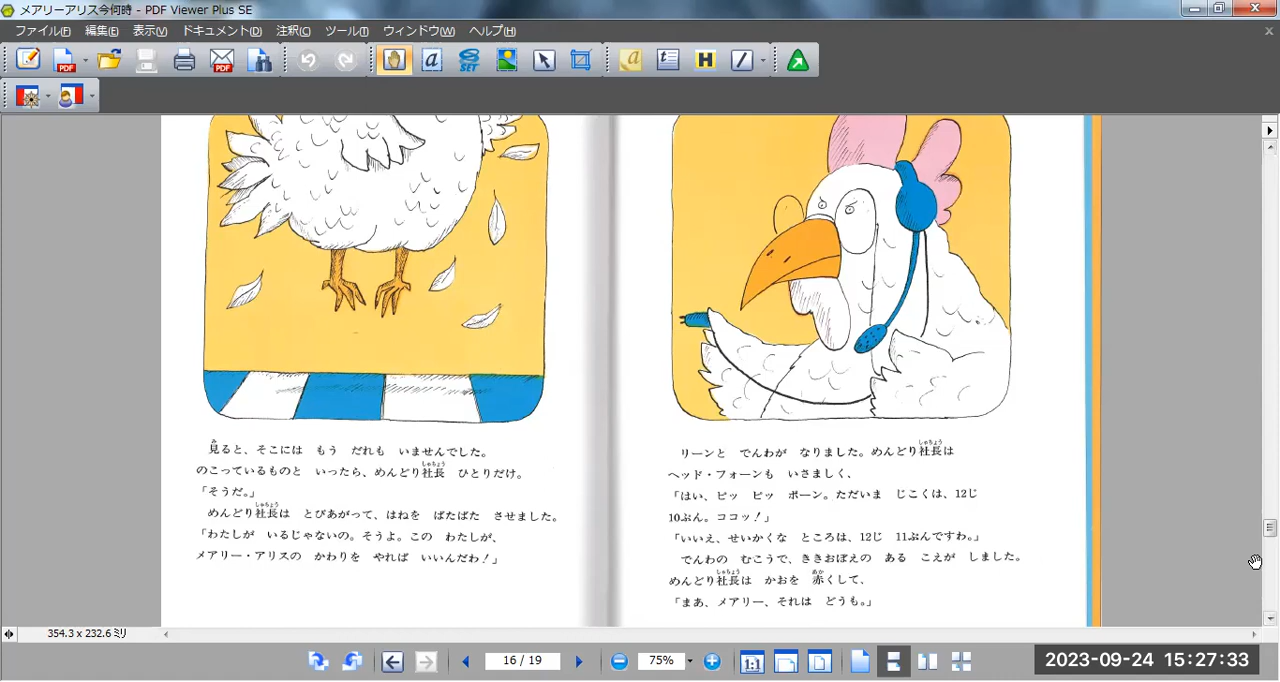 メアリーアリス今何時 - PDF Viewer Plus SE
ファイル(F) 編集(E) 表示(V) ドキュメント(D) 注釈(C) ツール(T) ウィンドウ(W) ヘルプ(H)
見ると、そこには もう だれも いませんでした。
のこっているものと いったら、めんどり社長 ひとりだけ。
「そうだ。」
めんどり社長は とびあがって、はねを ばたばた させました。
「わたしが いるじゃないの。そうよ。この わたしが、
メアリー・アリスの かわりを やれば いいんだわ!」
リーンと でんわが なりました。めんどり社長は
ヘッド・フォーンも いさましく、
「はい、ピッ ピッ ポーン。ただいま じこくは、12じ
10ぷん。ココッ!」
「いいえ、せいかくな ところは、12じ 11ぷんですわ。」
でんわの むこうで、ききおぼえの ある こえが しました。
めんどり社長は かおを 赤くして、
「まあ、メアリー、それは どうも。」
354.3 x 232.6 ミリ
16 / 19
75%
1:1
2023-09-24 15:27:33